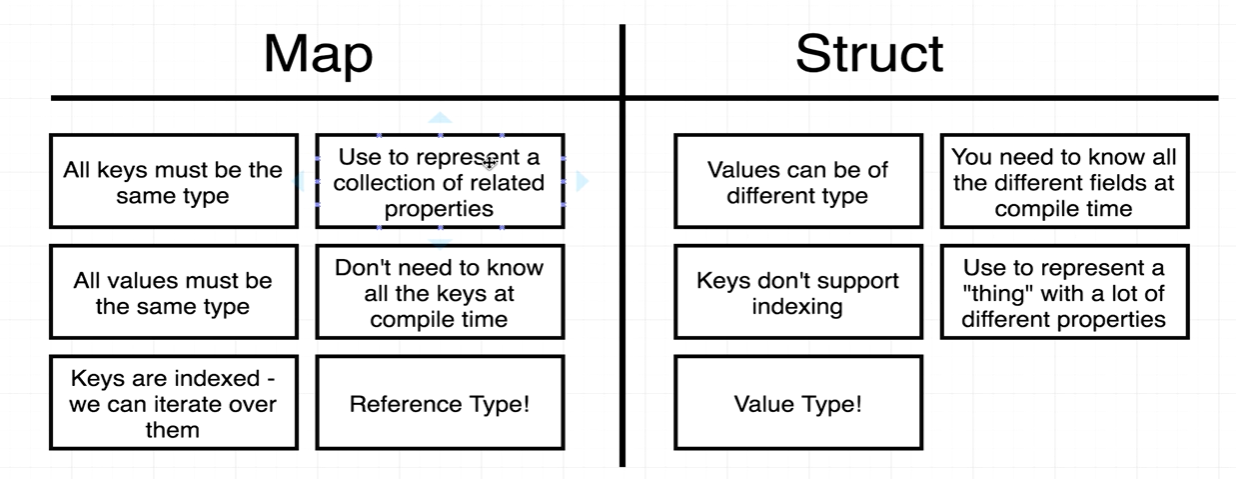 Map
Struct
All keys must be the
same type
Use to represent a
collection of related
properties
Values can be of
different type
You need to know all
the different fields at
compile time
All values must be
the same type
Don't need to know
all the keys at
compile time
Keys don't support
indexing
Use to represent a
"thing" with a lot of
different properties
Keys are indexed -
we can iterate over
them
Reference Type!
Value Type!